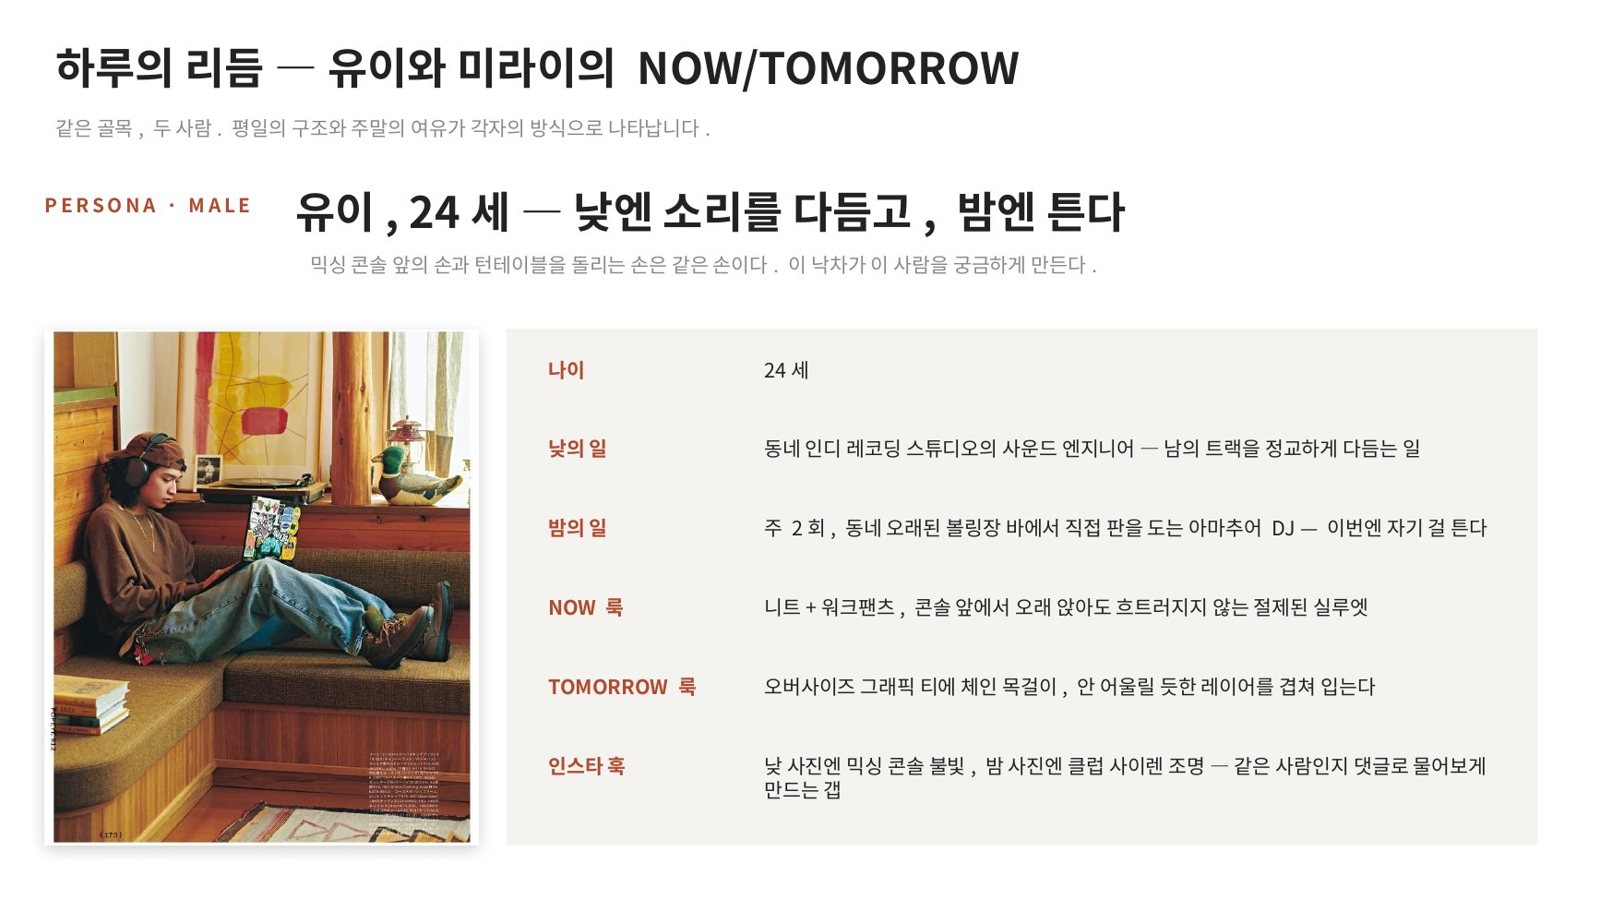 하루의 리듬 — 유이와 미라이의 NOW/TOMORROW
같은 골목 , 두 사람 . 평일의 구조와 주말의 여유가 각자의 방식으로 나타납니다 .
PERSONA · MALE
유이 , 24 세 — 낮엔 소리를 다듬고 , 밤엔 튼다
믹싱 콘솔 앞의 손과 턴테이블을 돌리는 손은 같은 손이다 . 이 낙차가 이 사람을 궁금하게 만든다 .
POPEYE 912
(175)
나이
24 세
낮의 일
동네 인디 레코딩 스튜디오의 사운드 엔지니어 — 남의 트랙을 정교하게 다듬는 일
밤의 일
주 2 회 , 동네 오래된 볼링장 바에서 직접 판을 도는 아마추어 DJ — 이번엔 자기 걸 튼다
NOW 룩
니트 + 워크팬츠 , 콘솔 앞에서 오래 앉아도 흐트러지지 않는 절제된 실루엣
TOMORROW 룩
오버사이즈 그래픽 티에 체인 목걸이 , 안 어울릴 듯한 레이어를 겹쳐 입는다
인스타 훅
낮 사진엔 믹싱 콘솔 불빛 , 밤 사진엔 클럽 사이렌 조명 — 같은 사람인지 댓글로 물어보게
만드는 갭